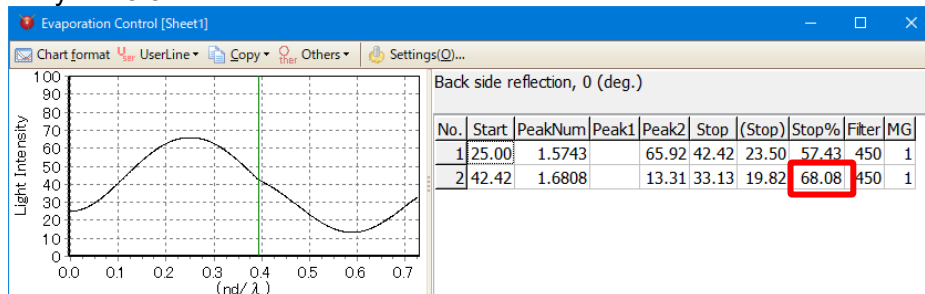 Evaporation Control [Sheet1]
Chart format User UserLine Copy Other Others Settings(O)...
Back side reflection, 0 (deg.)
No. Start PeakNum Peak1 Peak2 Stop (Stop) Stop% Filter MG
1 25.00 1.5743 65.92 42.42 23.50 57.43 450 1
2 42.42 1.6808 13.31 33.13 19.82 68.08 450 1
Light Intensity
100
90
80
70
60
50
40
30
20
10
0
0.0 0.1 0.2 0.3 0.4 0.5 0.6 0.7
(nd/λ)